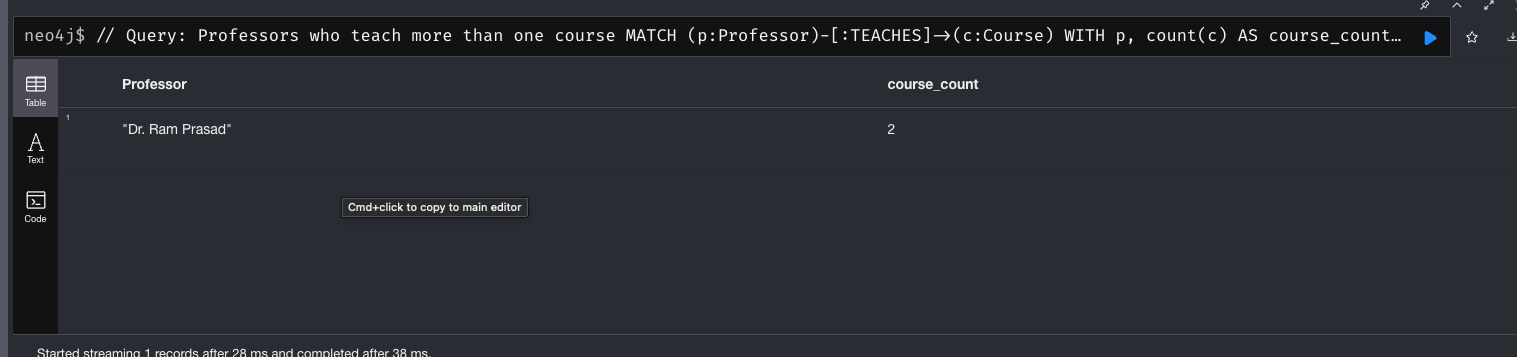 neo4j$ // Query: Professors who teach more than one course MATCH (p:Professor)-[:TEACHES]→(c:Course) WITH p, count(c) AS course_count…
Table
Professor course_count
1
"Dr. Ram Prasad" 2
Text
Code
Cmd+click to copy to main editor
Started streaming 1 records after 28 ms and completed after 38 ms.